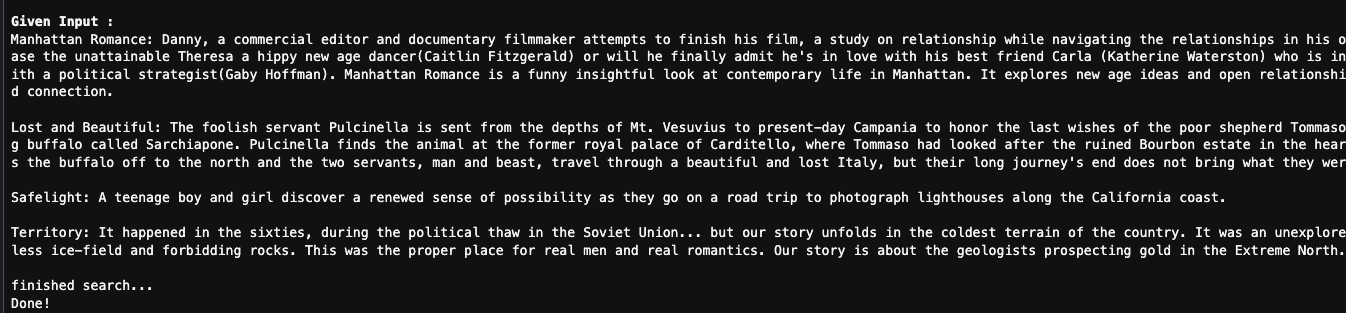 Given Input :
Manhattan Romance: Danny, a commercial editor and documentary filmmaker attempts to finish his film, a study on relationship while navigating the relationships in his o
ase the unattainable Theresa a hippy new age dancer(Caitlin Fitzgerald) or will he finally admit he's in love with his best friend Carla (Katherine Waterston) who is in
ith a political strategist(Gaby Hoffman). Manhattan Romance is a funny insightful look at contemporary life in Manhattan. It explores new age ideas and open relationshi
d connection.

Lost and Beautiful: The foolish servant Pulcinella is sent from the depths of Mt. Vesuvius to present-day Campania to honor the last wishes of the poor shepherd Tommaso
g buffalo called Sarchiapone. Pulcinella finds the animal at the former royal palace of Carditello, where Tommaso had looked after the ruined Bourbon estate in the hear
s the buffalo off to the north and the two servants, man and beast, travel through a beautiful and lost Italy, but their long journey's end does not bring what they wer

Safelight: A teenage boy and girl discover a renewed sense of possibility as they go on a road trip to photograph lighthouses along the California coast.

Territory: It happened in the sixties, during the political thaw in the Soviet Union... but our story unfolds in the coldest terrain of the country. It was an unexplore
less ice-field and forbidding rocks. This was the proper place for real men and real romantics. Our story is about the geologists prospecting gold in the Extreme North.

finished search...
Done!